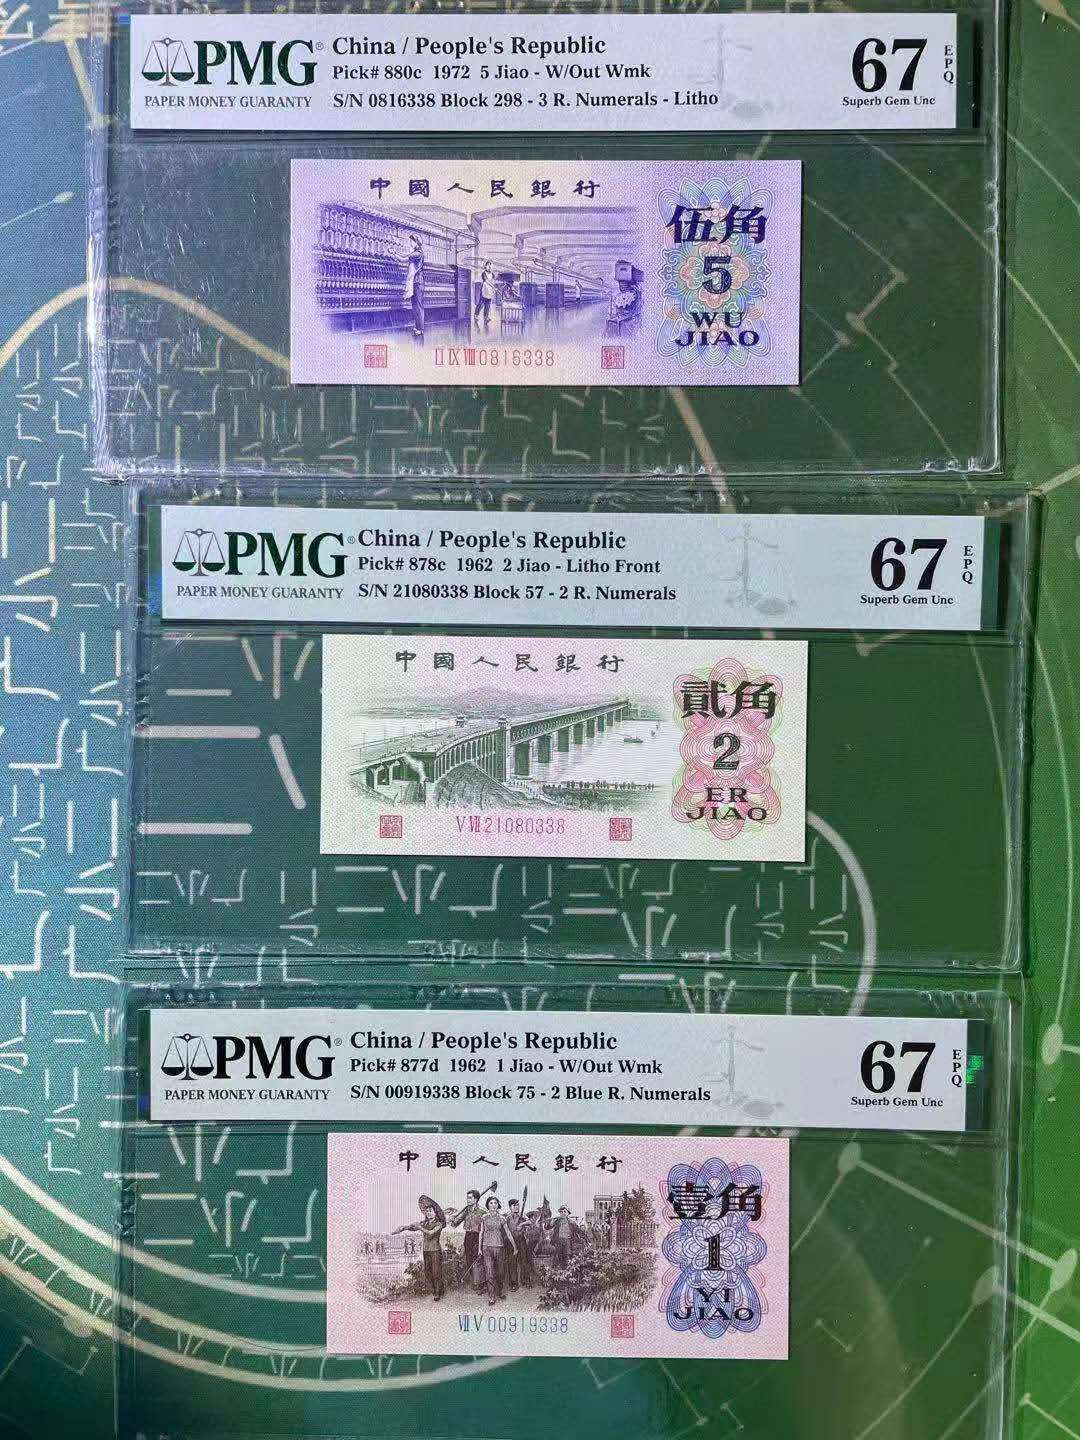 PMG® China / People's Republic
Pick# 880c 1972 5 Jiao - W/Out Wmk
PAPER MONEY GUARANTY S/N 0816338 Block 298 - 3 R. Numerals - Litho
67 EPQ
Superb Gem Unc
中國人民銀行
伍角
5
WU
JIAO
II IX VIII 0816338
PMG® China / People's Republic
Pick# 878c 1962 2 Jiao - Litho Front
PAPER MONEY GUARANTY S/N 21080338 Block 57 - 2 R. Numerals
67 EPQ
Superb Gem Unc
中國人民銀行
貳角
2
ER
JIAO
V VII 21080338
PMG® China / People's Republic
Pick# 877d 1962 1 Jiao - W/Out Wmk
PAPER MONEY GUARANTY S/N 00919338 Block 75 - 2 Blue R. Numerals
67 EPQ
Superb Gem Unc
中國人民銀行
壹角
1
YI
JIAO
VII V 00919338